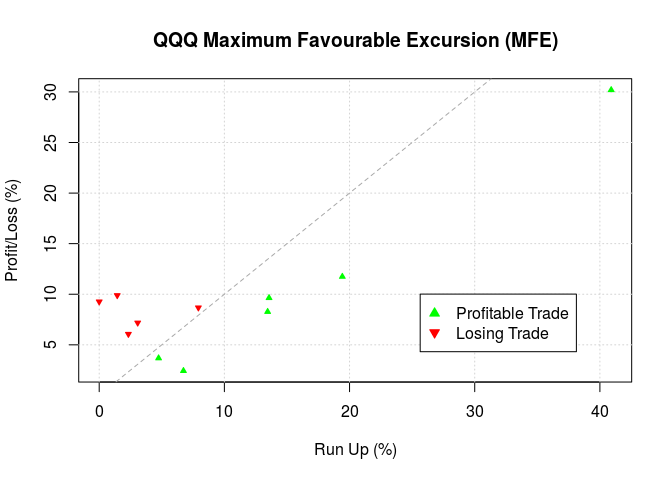 QQQ Maximum Favourable Excursion (MFE)
Profit/Loss (%)
30
25
20
15
10
5
Profitable Trade
Losing Trade
0 10 20 30 40
Run Up (%)